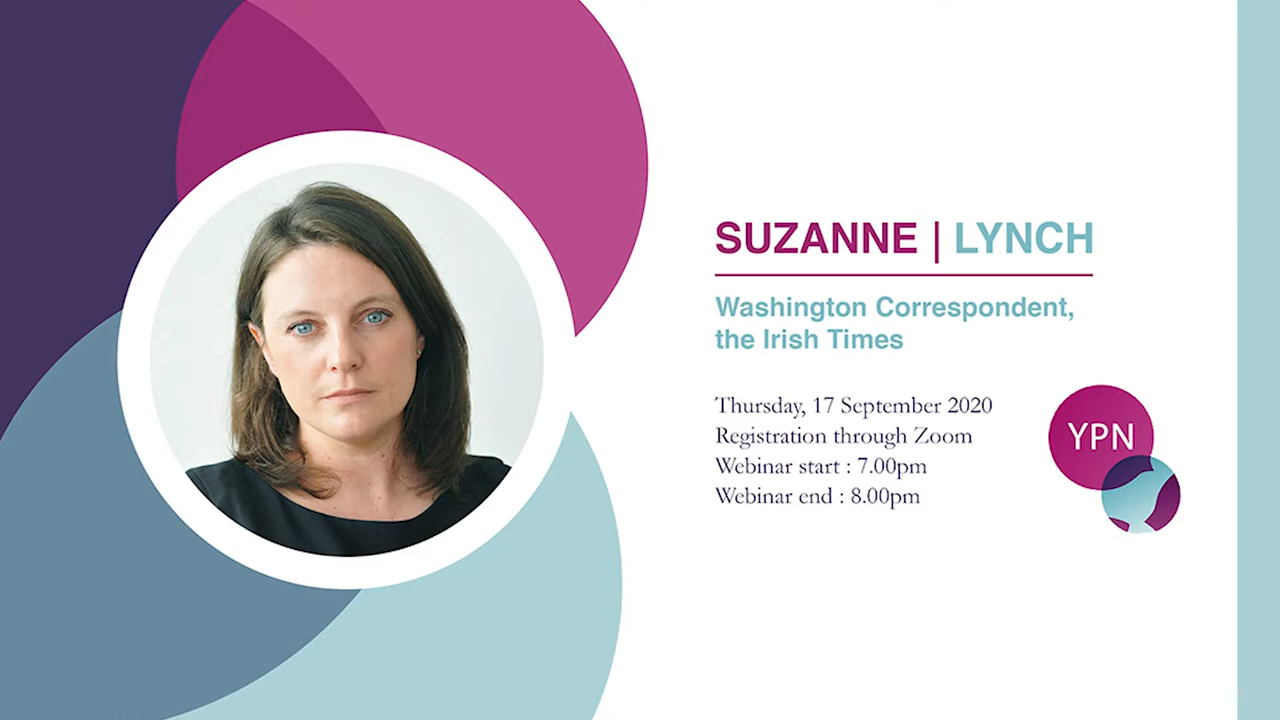 SUZANNE | LYNCH
Washington Correspondent,
the Irish Times
Thursday, 17 September 2020
Registration through Zoom
Webinar start : 7.00pm
Webinar end : 8.00pm
YPN